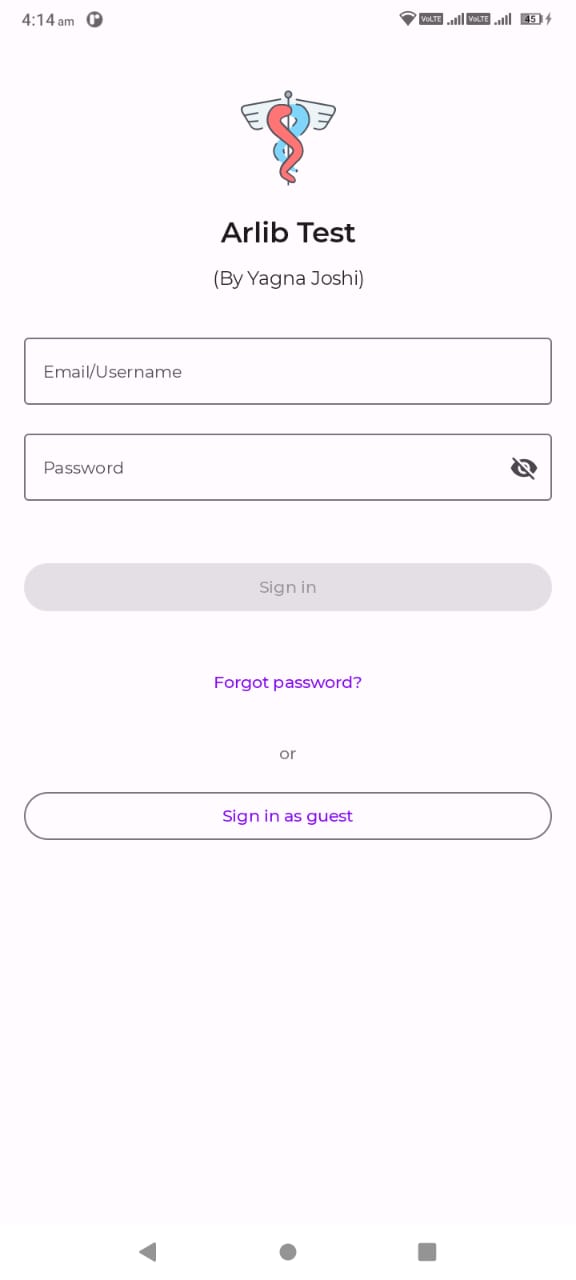 4:14 am
VoLTE VoLTE 45
Arlib Test
(By Yagna Joshi)
Email/Username
Password
Sign in
Forgot password?
or
Sign in as guest